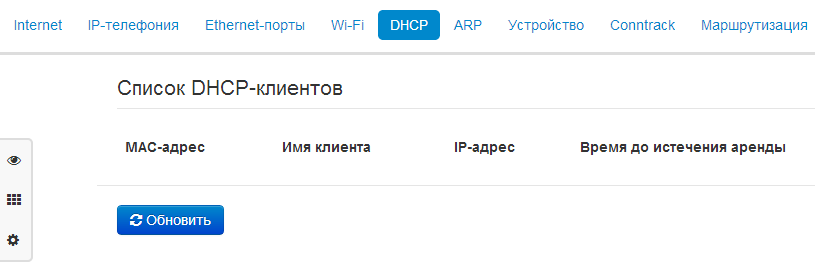 Internet IP-телефония Ethernet-порты Wi-Fi DHCP ARP Устройство Conntrack Маршрутизация
Список DHCP-клиентов
MAC-адрес Имя клиента IP-адрес Время до истечения аренды
Обновить